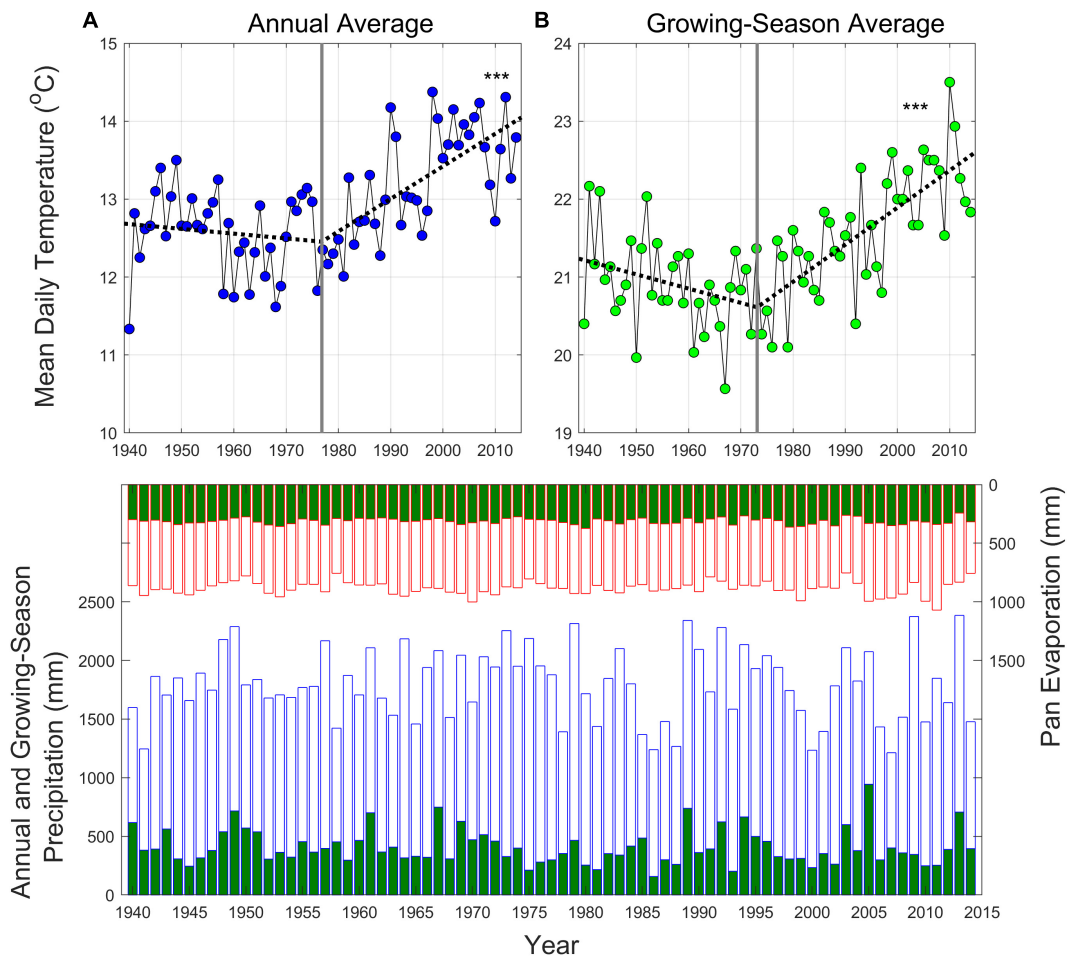 A Annual Average
B Growing-Season Average
Mean Daily Temperature (°C)
15
14
13
12
11
10
***
1940 1950 1960 1970 1980 1990 2000 2010
24
23
22
21
20
19
***
1940 1950 1960 1970 1980 1990 2000 2010
Annual and Growing-Season
Precipitation (mm)
2500
2000
1500
1000
500
0
0
500
1000
1500
Pan Evaporation (mm)
1940 1945 1950 1955 1960 1965 1970 1975 1980 1985 1990 1995 2000 2005 2010 2015
Year